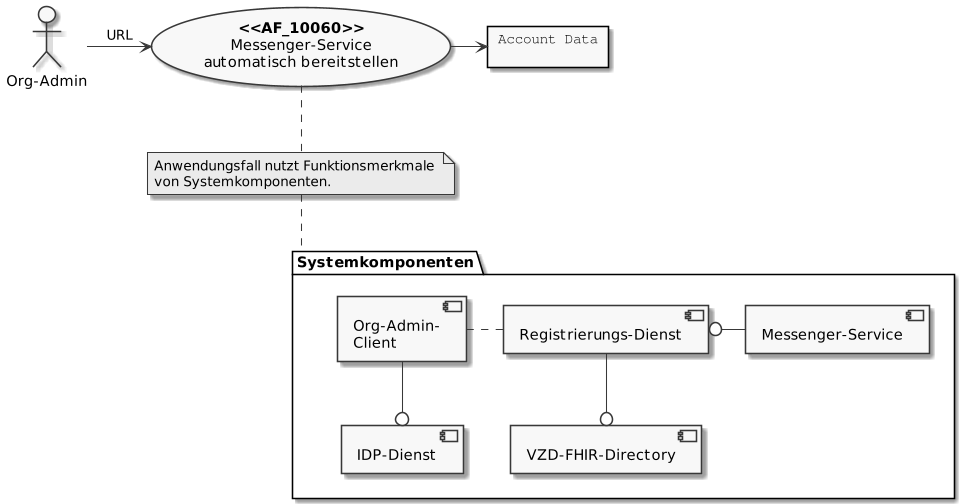 Org-Admin
URL
<<AF_10060>>
Messenger-Service
automatisch bereitstellen
Account Data
Anwendungsfall nutzt Funktionsmerkmale
von Systemkomponenten.
Systemkomponenten
Org-Admin-
Client
Registrierungs-Dienst
Messenger-Service
IDP-Dienst
VZD-FHIR-Directory